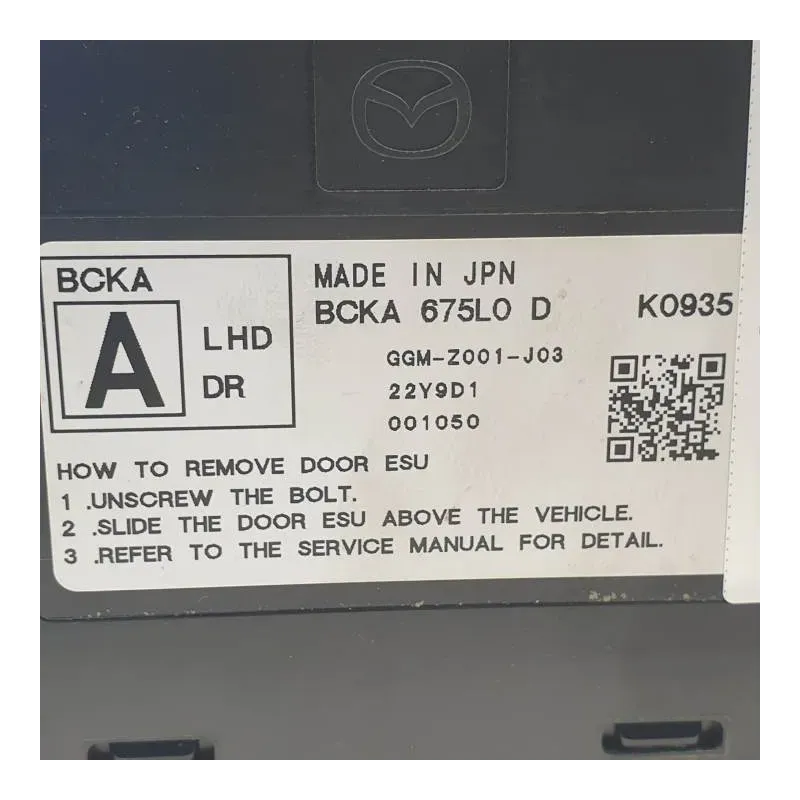 BCKA
A
LHD
DR
MADE IN JPN
BCKA 675L0 D K0935
GGM-Z001-J03
22Y9D1
001050
HOW TO REMOVE DOOR ESU
1 .UNSCREW THE BOLT.
2 .SLIDE THE DOOR ESU ABOVE THE VEHICLE.
3 .REFER TO THE SERVICE MANUAL FOR DETAIL.